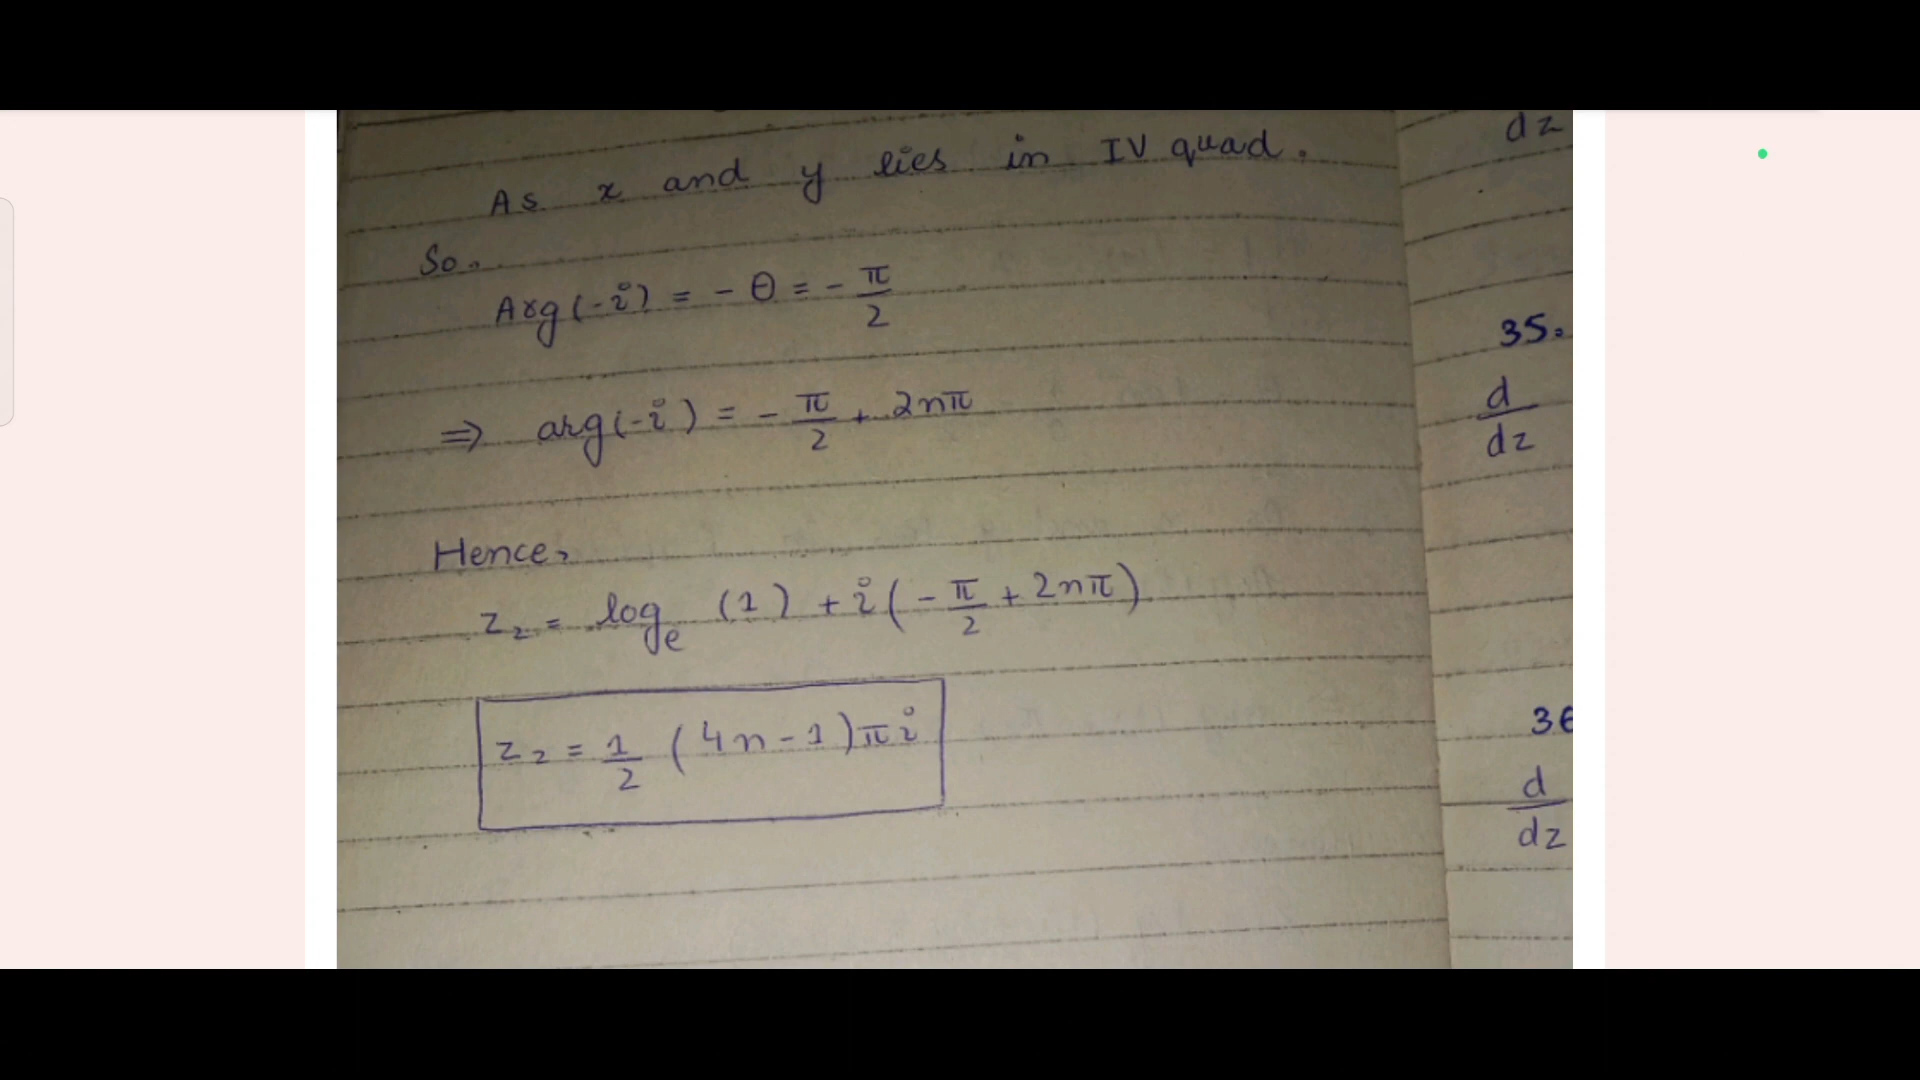 As x and y lies in IV quad.
So,
Arg(-i) = -θ = -π/2
⇒ arg(-i) = -π/2 + 2nπ
Hence,
z₂ = logₑ (1) + i(-π/2 + 2nπ)
z₂ = 1/2 (4n-1)πi
dz
35.
d/dz
36
d/dz